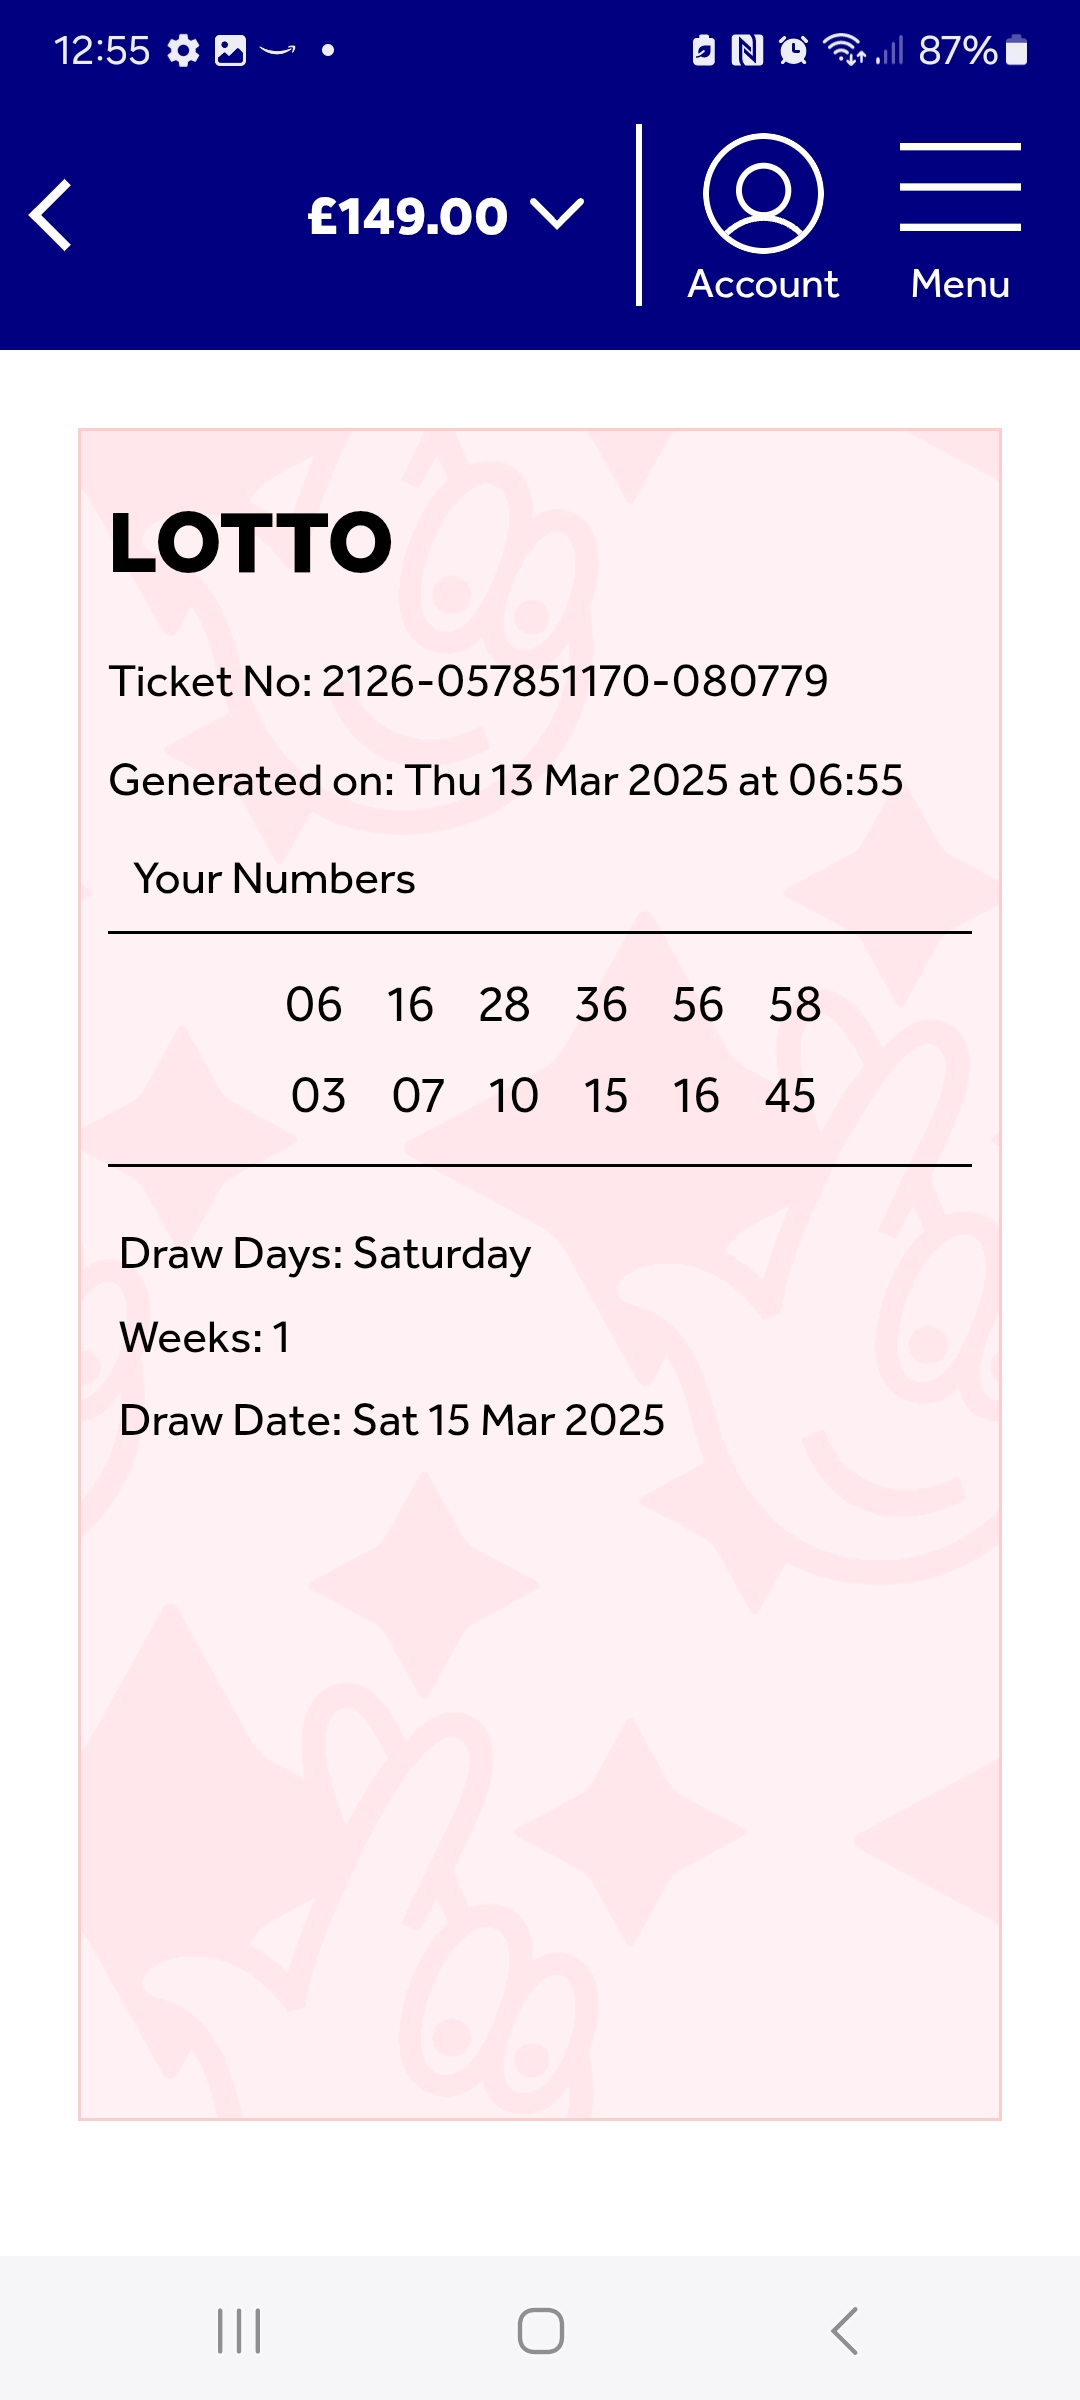 12:55 87%
£149.00
Account Menu
LOTTO
Ticket No: 2126-057851170-080779
Generated on: Thu 13 Mar 2025 at 06:55
Your Numbers
06 16 28 36 56 58
03 07 10 15 16 45
Draw Days: Saturday
Weeks: 1
Draw Date: Sat 15 Mar 2025